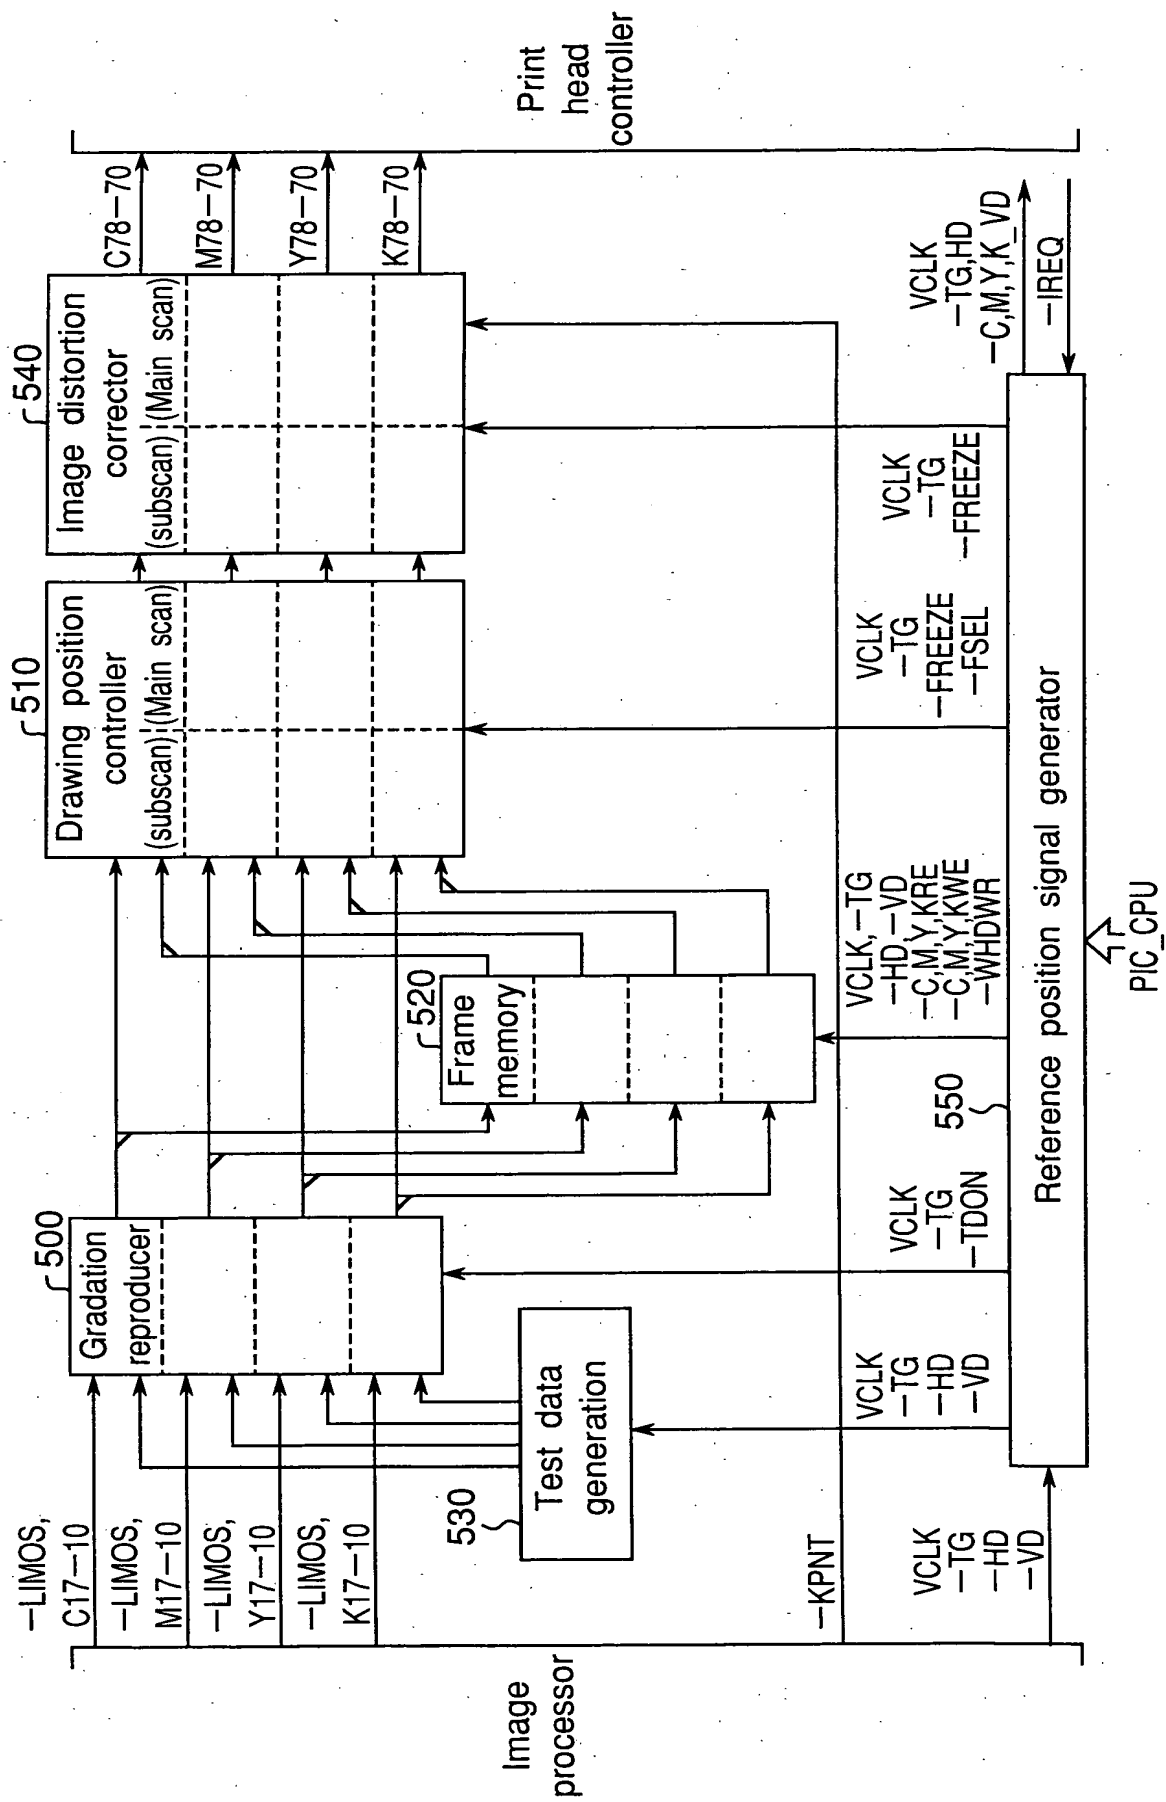 Image
processor
−LIMOS,
C17−10
−LIMOS,
M17−10
−LIMOS,
Y17−10
−LIMOS,
K17−10
−KPNT
VCLK
−TG
−HD
−VD
500
Gradation
reproducer
530
Test data
generation
520
Frame
memory
510
Drawing position
controller
(subscan)
(Main scan)
540
Image distortion
corrector
(subscan)
(Main scan)
C78−70
M78−70
Y78−70
K78−70
Print
head
controller
VCLK
−TG
−HD
−VD
VCLK
−TG
−TDON
VCLK,−TG
−HD,−VD
−C,M,Y,KRE
−C,M,Y,KWE
−WHDWR
VCLK
−TG
−FREEZE
−FSEL
VCLK
−TG
−FREEZE
VCLK
−TG,HD
−C,M,Y,K_VD
−IREQ
550
Reference position signal generator
PIC_CPU